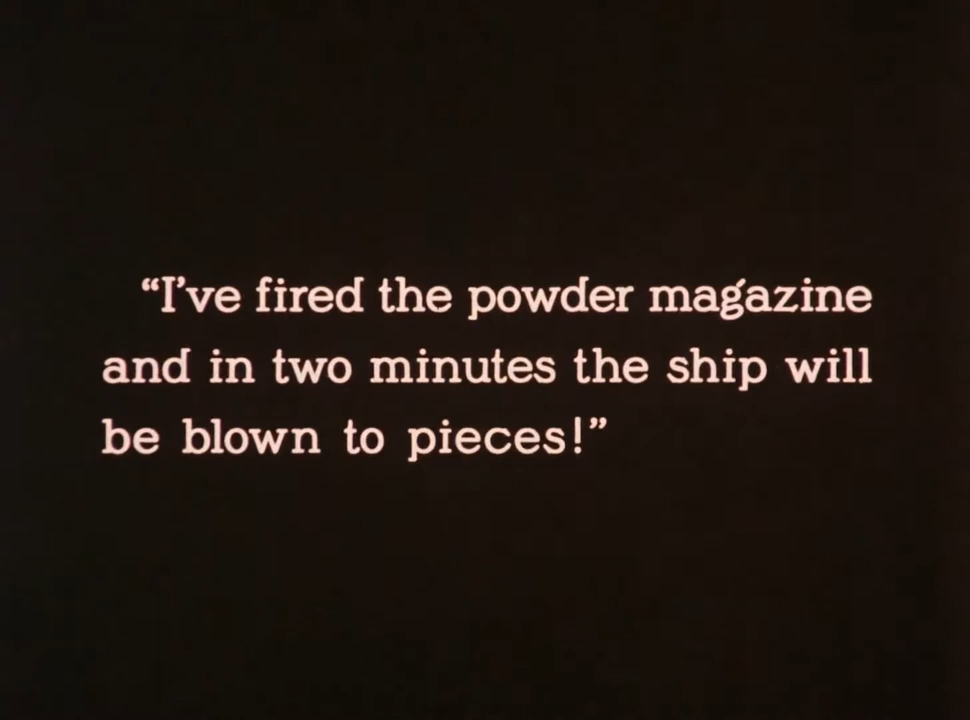 “I’ve fired the powder magazine
and in two minutes the ship will
be blown to pieces!”